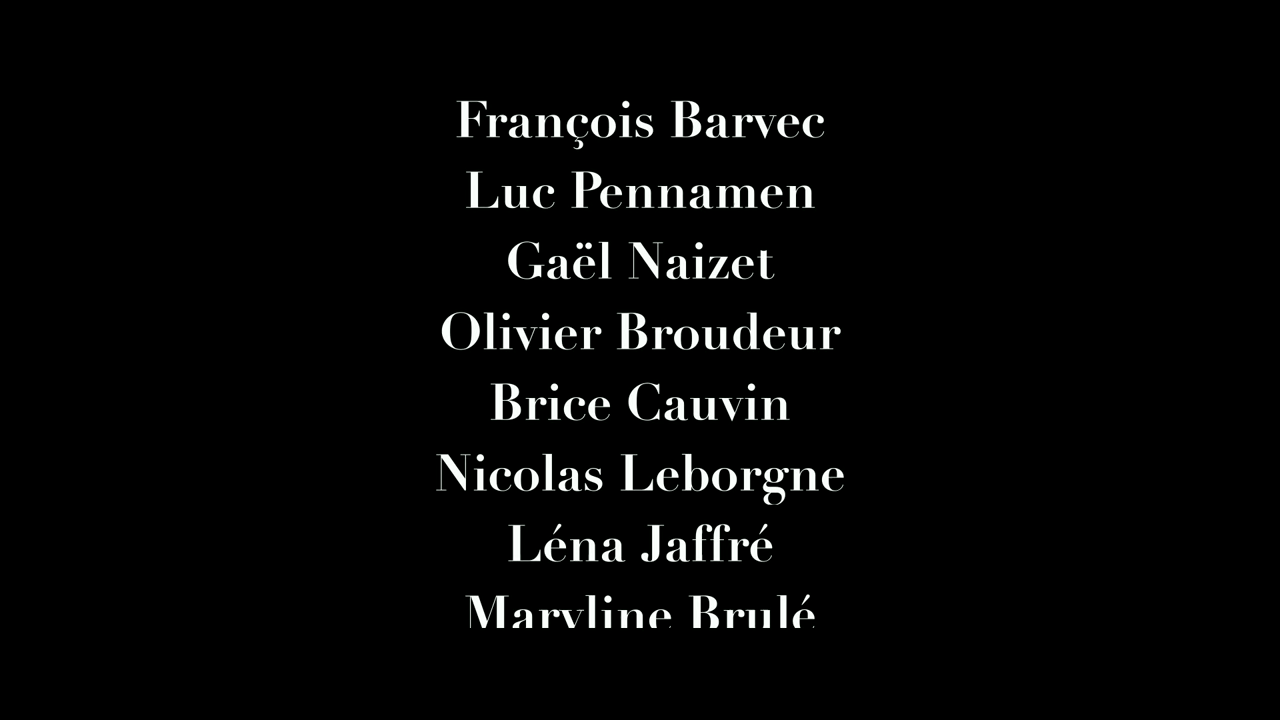 François Barvec
Luc Pennamen
Gaël Naizet
Olivier Broudeur
Brice Cauvin
Nicolas Leborgne
Léna Jaffré
Maryline Brulé